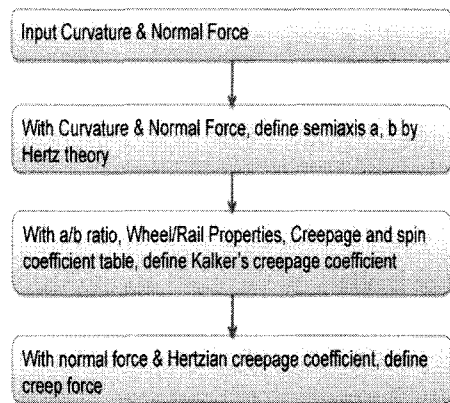 Input Curvature & Normal Force
With Curvature & Normal Force, define semiaxis a, b by
Hertz theory
With a/b ratio, Wheel/Rail Properties, Creepage and spin
coefficient table, define Kalker's creepage coefficient
With normal force & Hertzian creepage coefficient, define
creep force